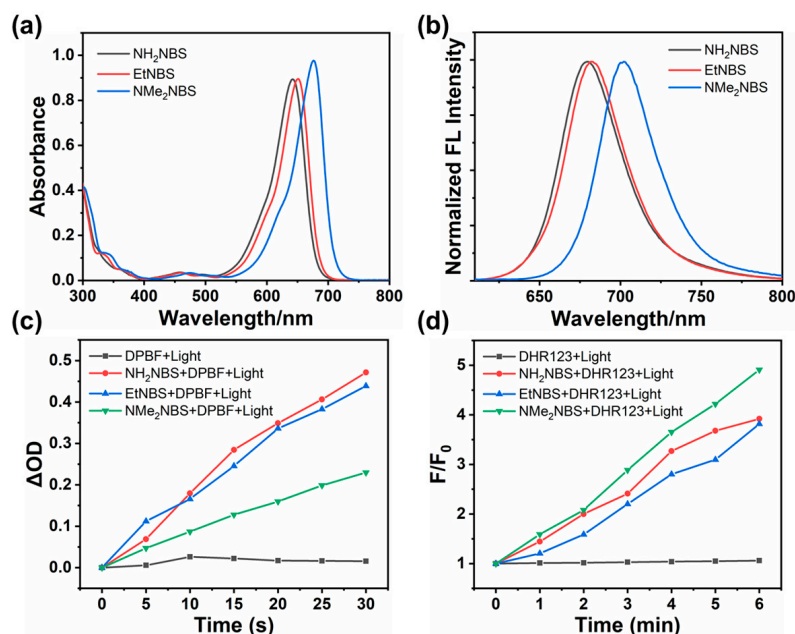 (a)
NH₂NBS
EtNBS
NMe₂NBS
Absorbance
1.0
0.8
0.6
0.4
0.2
0.0
300 400 500 600 700 800
Wavelength/nm
(b)
NH₂NBS
EtNBS
NMe₂NBS
Normalized FL Intensity
650 700 750 800
Wavelength/nm
(c)
DPBF+Light
NH₂NBS+DPBF+Light
EtNBS+DPBF+Light
NMe₂NBS+DPBF+Light
ΔOD
0.5
0.4
0.3
0.2
0.1
0.0
0 5 10 15 20 25 30
Time (s)
(d)
DHR123+Light
NH₂NBS+DHR123+Light
EtNBS+DHR123+Light
NMe₂NBS+DHR123+Light
F/F₀
5
4
3
2
1
0 1 2 3 4 5 6
Time (min)